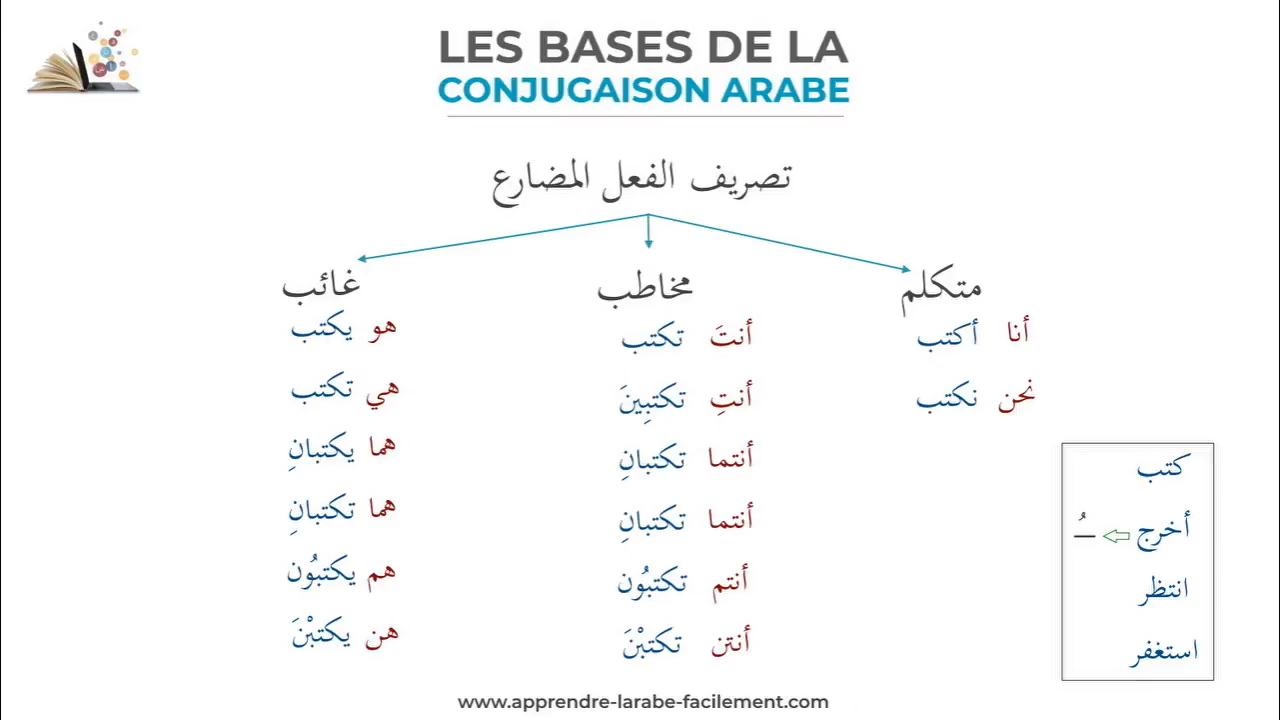 LES BASES DE LA
CONJUGAISON ARABE
تصريف الفعل المضارع
متكلم
أنا أكتب
نحن نكتب
مخاطب
أنتَ تكتب
أنتِ تكتبِينَ
أنتما تكتبانِ
أنتما تكتبانِ
أنتم تكتبُون
أنتن تكتبْنَ
غائب
هو يكتب
هي تكتب
هما يكتبانِ
هما تكتبانِ
هم يكتبُون
هن يكتبْنَ
كتب
أخرج ـُ
انتظر
استغفر
www.apprendre-larabe-facilement.com